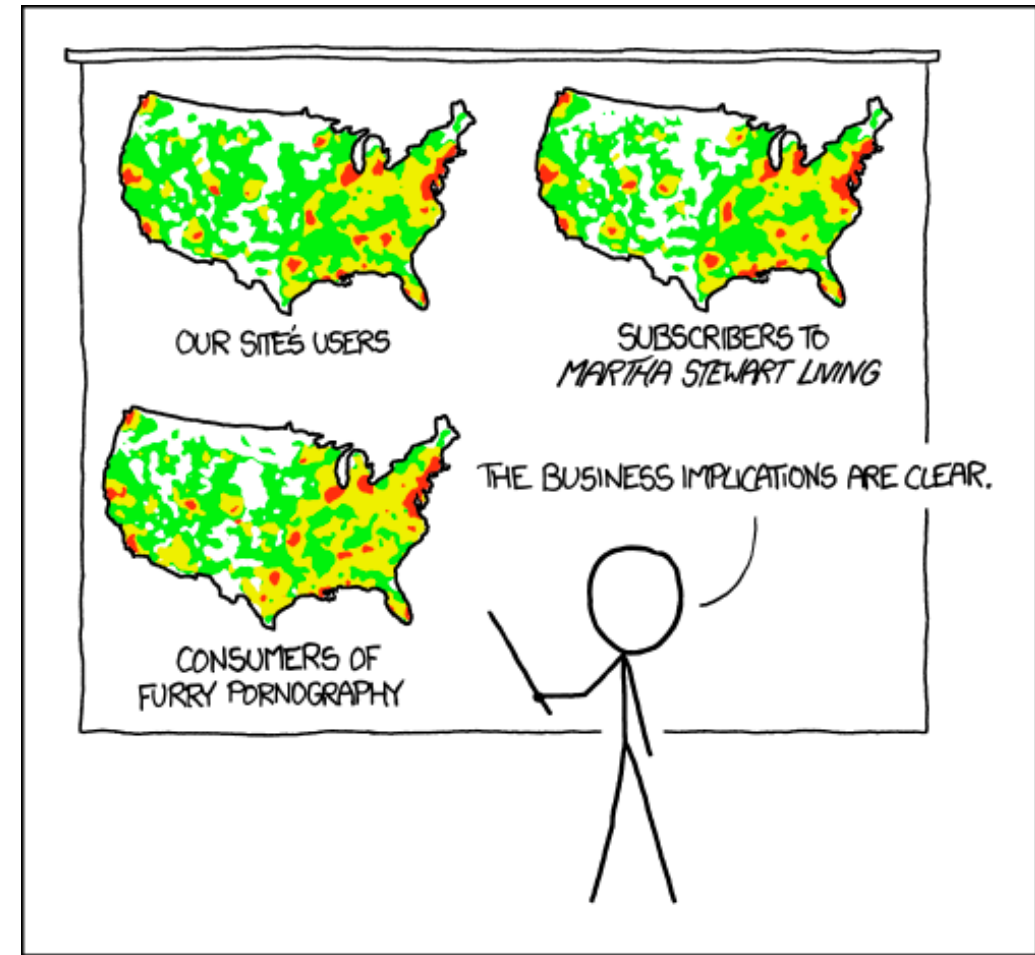 OUR SITE'S USERS
SUBSCRIBERS TO
MARTHA STEWART LIVING
CONSUMERS OF
FURRY PORNOGRAPHY
THE BUSINESS IMPLICATIONS ARE CLEAR.